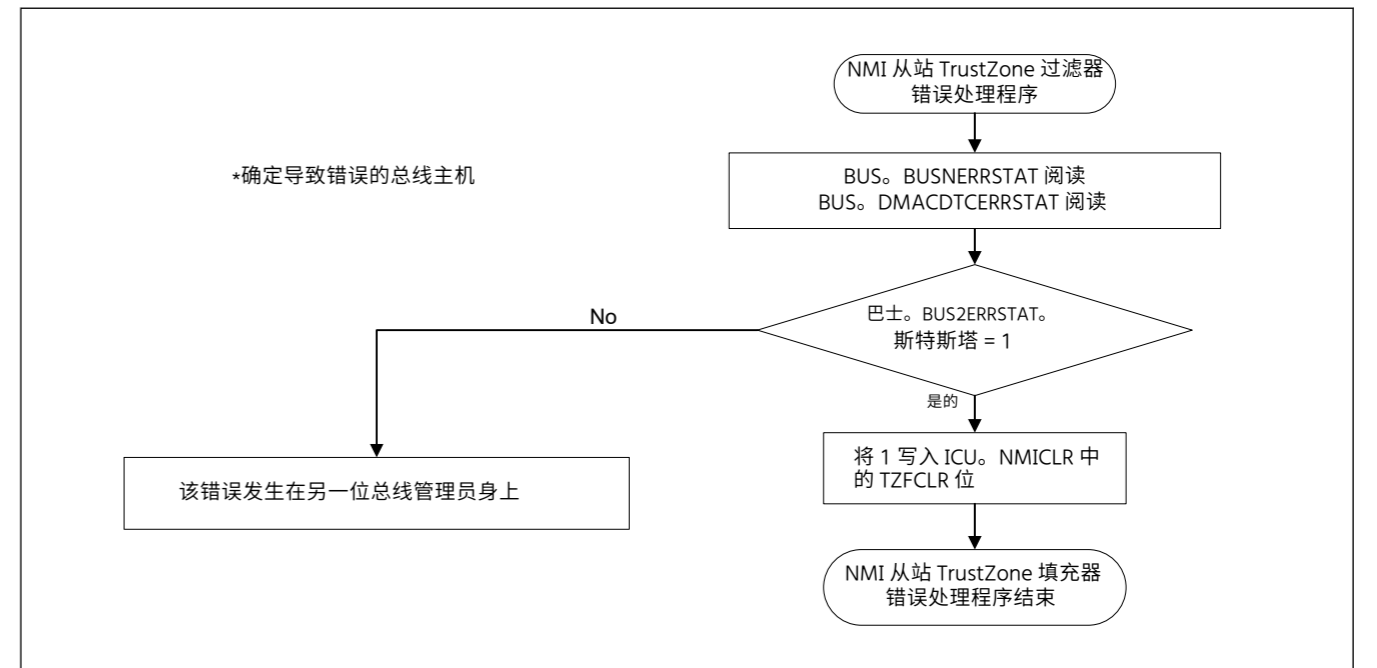 NMI 从站 TrustZone 过滤器
错误处理程序
*确定导致错误的总线主机
BUS。BUSNERRSTAT 阅读
BUS。DMACDTCERRSTAT 阅读
巴士。BUS2ERRSTAT。
斯特斯塔 = 1
No
是的
将 1 写入 ICU。NMICLR 中
的 TZFCLR 位
该错误发生在另一位总线管理员身上
NMI 从站 TrustZone 填充器
错误处理程序结束